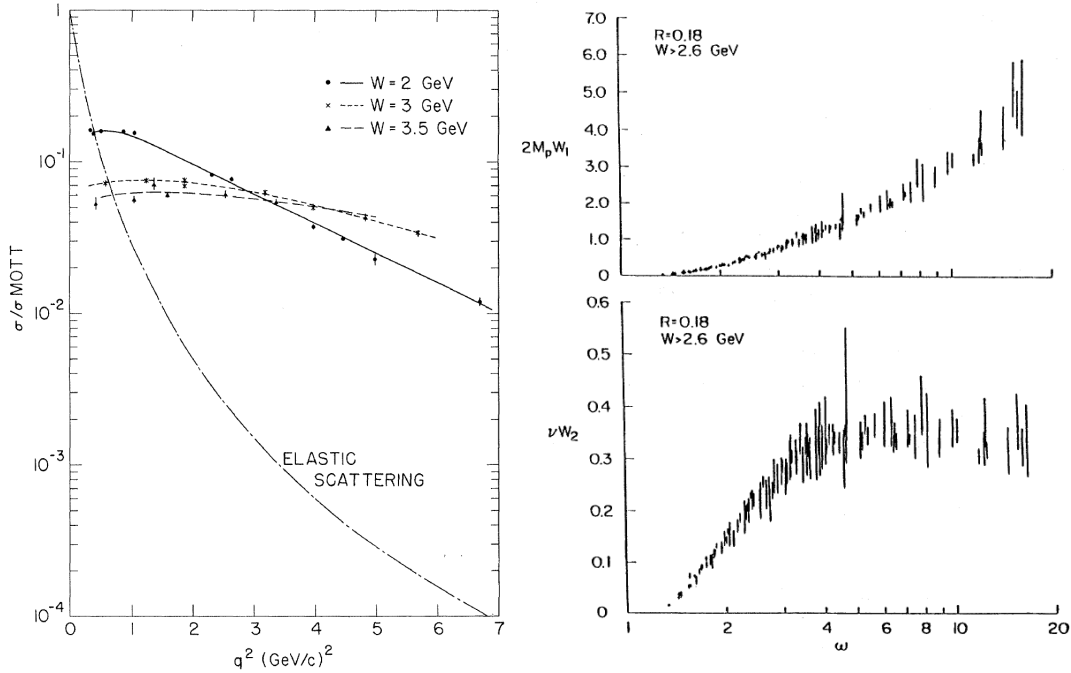 1
10⁻¹
10⁻²
10⁻³
10⁻⁴
σ/σ MOTT
W = 2 GeV
W = 3 GeV
W = 3.5 GeV
ELASTIC
SCATTERING
0 1 2 3 4 5 6 7
q² (GeV/c)²
7.0
6.0
5.0
4.0
3.0
2.0
1.0
0
2MₚW₁
R=0.18
W>2.6 GeV
10 20
0.6
0.5
0.4
0.3
0.2
0.1
0
νW₂
R=0.18
W>2.6 GeV
1 2 4 6 8 10 20
ω